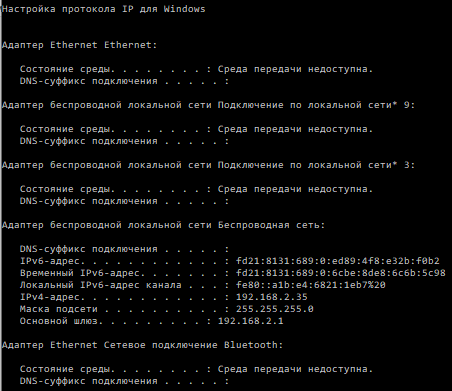 Настройка протокола IP для Windows
Адаптер Ethernet Ethernet:
Состояние среды. . . . . . . . : Среда передачи недоступна.
DNS-суффикс подключения . . . . . :
Адаптер беспроводной локальной сети Подключение по локальной сети* 9:
Состояние среды. . . . . . . . : Среда передачи недоступна.
DNS-суффикс подключения . . . . . :
Адаптер беспроводной локальной сети Подключение по локальной сети* 3:
Состояние среды. . . . . . . . : Среда передачи недоступна.
DNS-суффикс подключения . . . . . :
Адаптер беспроводной локальной сети Беспроводная сеть:
DNS-суффикс подключения . . . . . :
IPv6-адрес. . . . . . . . . . . . : fd21:8131:689:0:ed89:4f8:e32b:f0b2
Временный IPv6-адрес. . . . . . . : fd21:8131:689:0:6cbe:8de8:6c6b:5c98
Локальный IPv6-адрес канала . . . : fe80::a1b:e4:6821:1eb7%20
IPv4-адрес. . . . . . . . . . . . : 192.168.2.35
Маска подсети . . . . . . . . . . : 255.255.255.0
Основной шлюз. . . . . . . . . : 192.168.2.1
Адаптер Ethernet Сетевое подключение Bluetooth:
Состояние среды. . . . . . . . : Среда передачи недоступна.
DNS-суффикс подключения . . . . . :